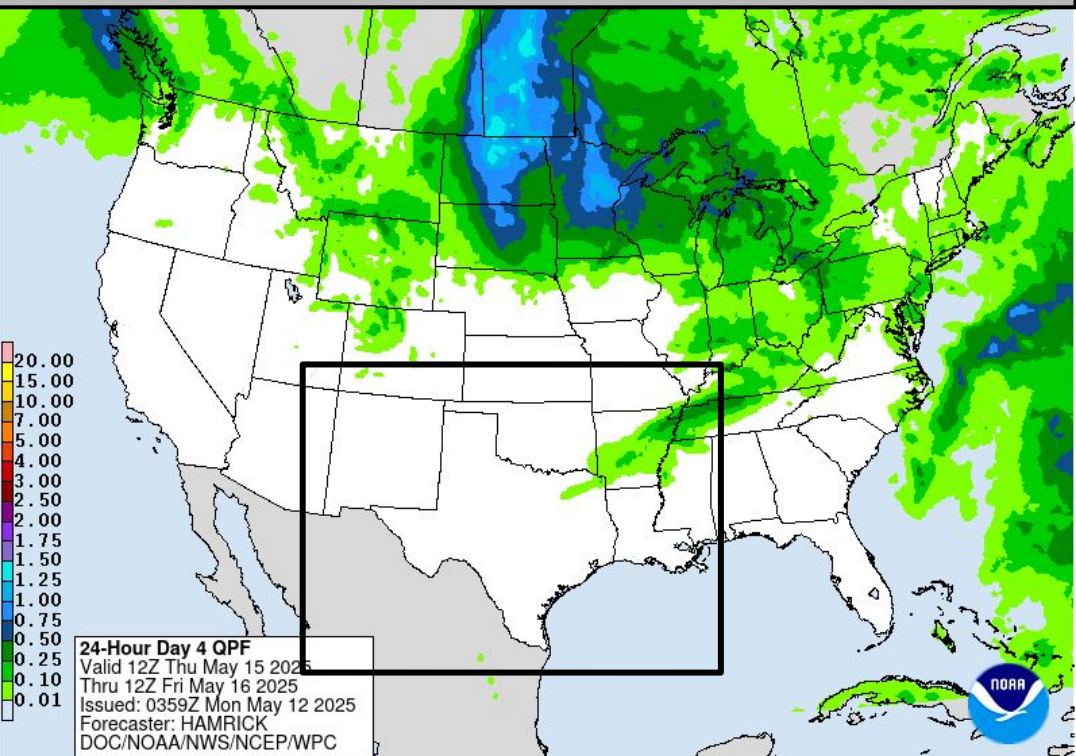 20.00
15.00
10.00
7.00
5.00
4.00
3.00
2.50
2.00
1.75
1.50
1.25
1.00
0.75
0.50
0.25
0.10
0.01
24-Hour Day 4 QPF
Valid 12Z Thu May 15 2025
Thru 12Z Fri May 16 2025
Issued: 0359Z Mon May 12 2025
Forecaster: HAMRICK
DOC/NOAA/NWS/NCEP/WPC
NOAA